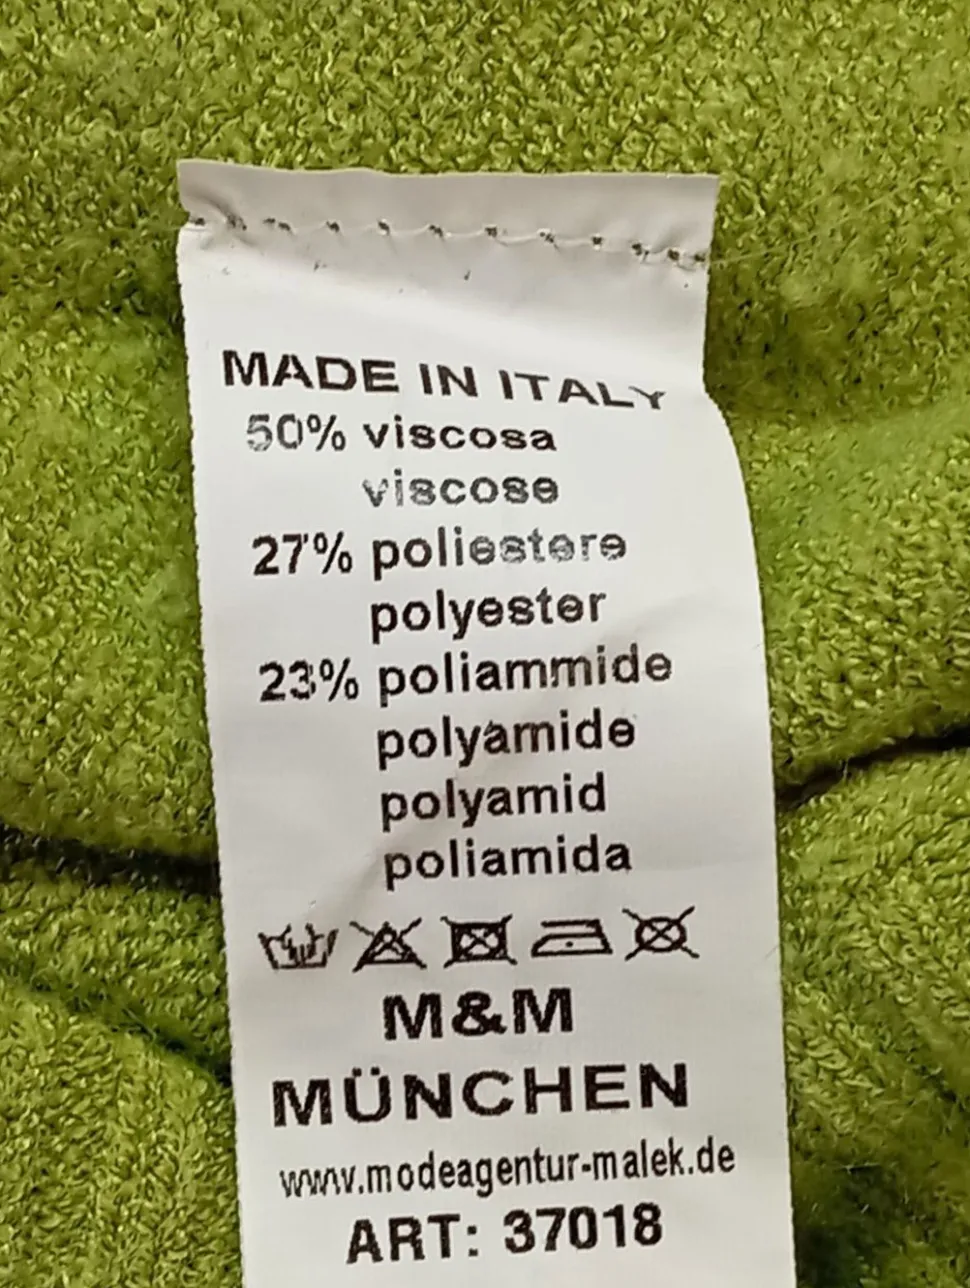 MADE IN ITALY
50% viscosa
viscose
27% poliestere
polyester
23% poliammide
polyamide
polyamid
poliamida
M&M
MÜNCHEN
www.modeagentur-malek.de
ART: 37018